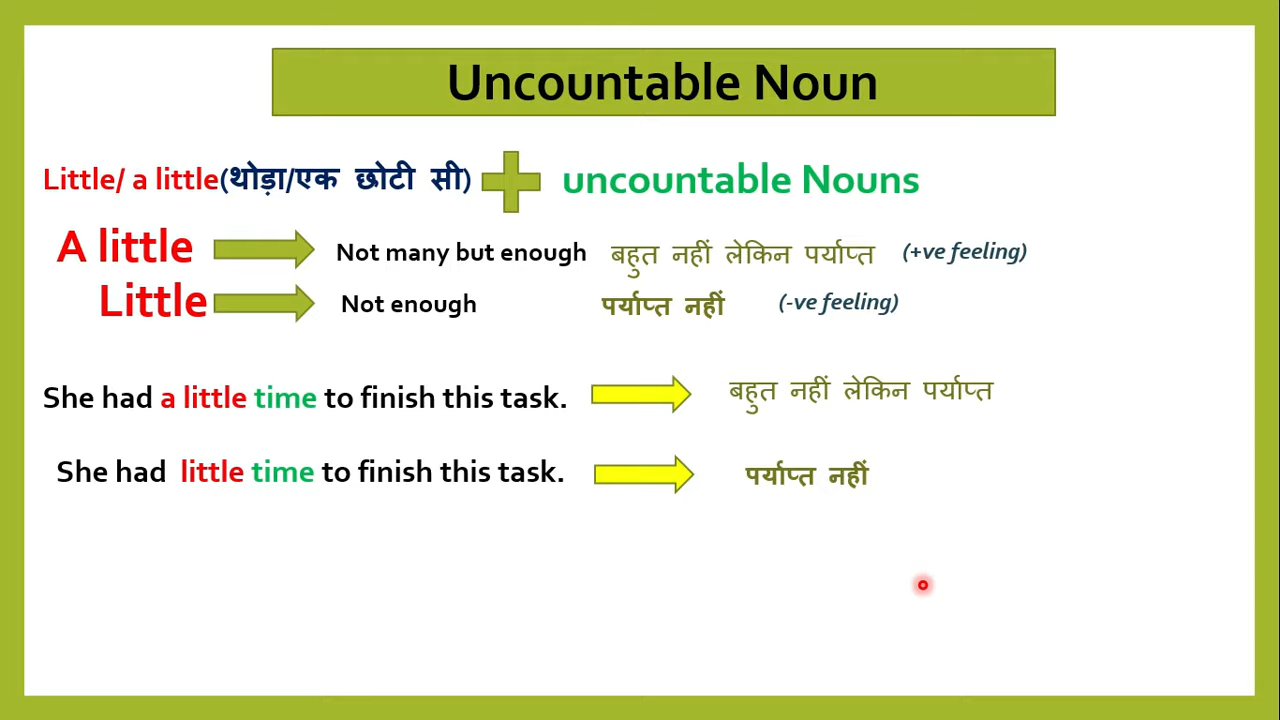 Uncountable Noun
Little/ a little(थोड़ा/एक छोटी सी) uncountable Nouns
A little Not many but enough बहुत नहीं लेकिन पर्याप्त (+ve feeling)
Little Not enough पर्याप्त नहीं (-ve feeling)
She had a little time to finish this task. बहुत नहीं लेकिन पर्याप्त
She had little time to finish this task. पर्याप्त नहीं